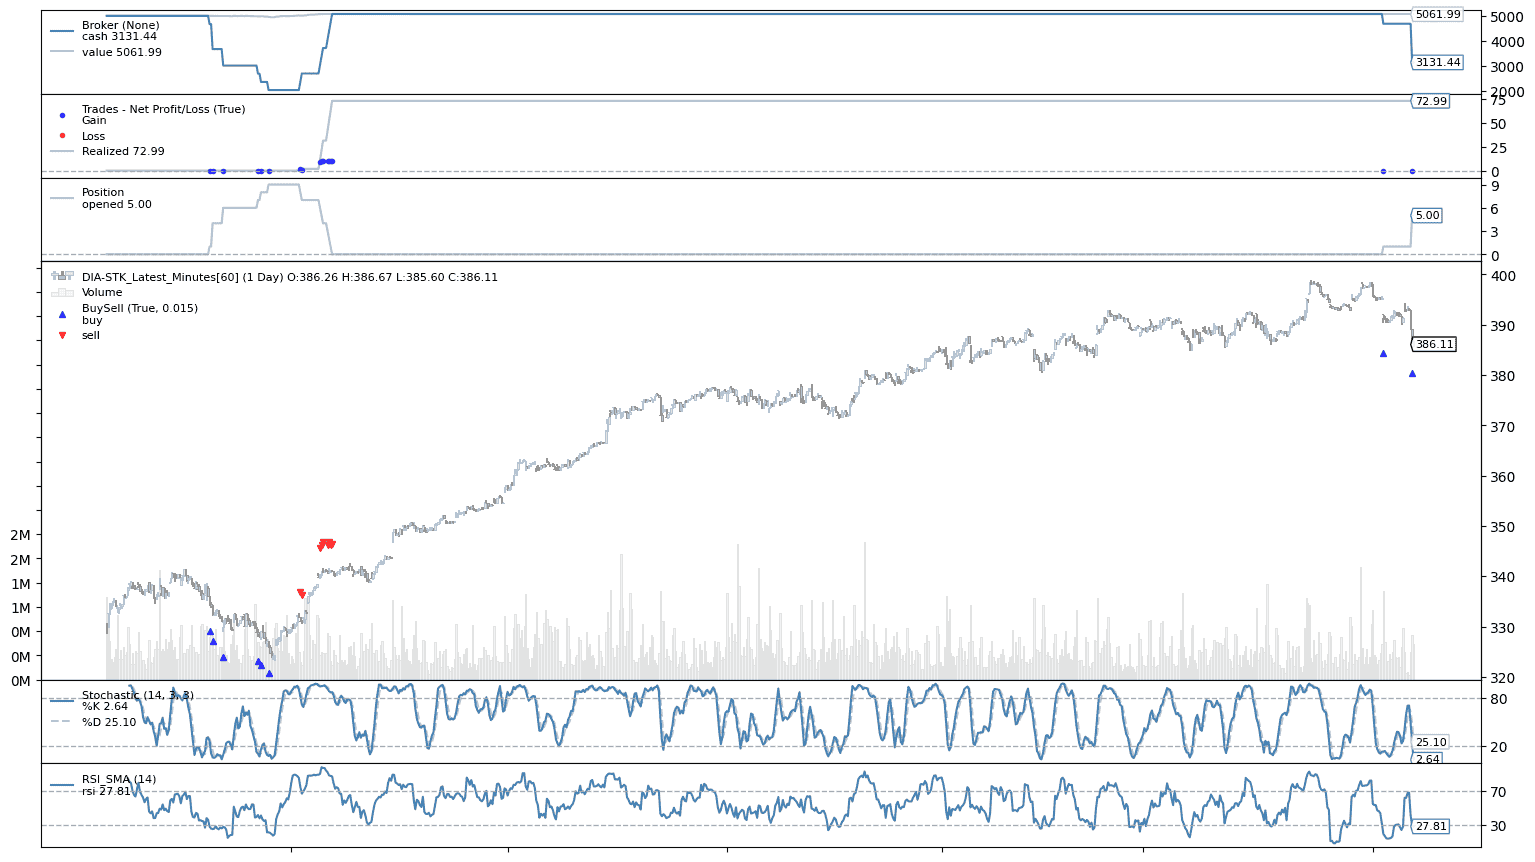 Broker (None)
cash 3131.44
value 5061.99
5061.99
5000
4000
3131.44
3000
2000
Trades - Net Profit/Loss (True)
Gain
Loss
Realized 72.99
75
72.99
50
25
0
Position
opened 5.00
9
6
5.00
3
0
DIA-STK_Latest_Minutes[60] (1 Day) O:386.26 H:386.67 L:385.60 C:386.11
Volume
BuySell (True, 0.015)
buy
sell
400
390
386.11
380
370
360
350
340
330
320
2M
2M
1M
1M
0M
0M
0M
Stochastic (14, 3, 3)
%K 2.64
%D 25.10
80
25.10
20
2.64
RSI_SMA (14)
rsi 27.81
70
30
27.81